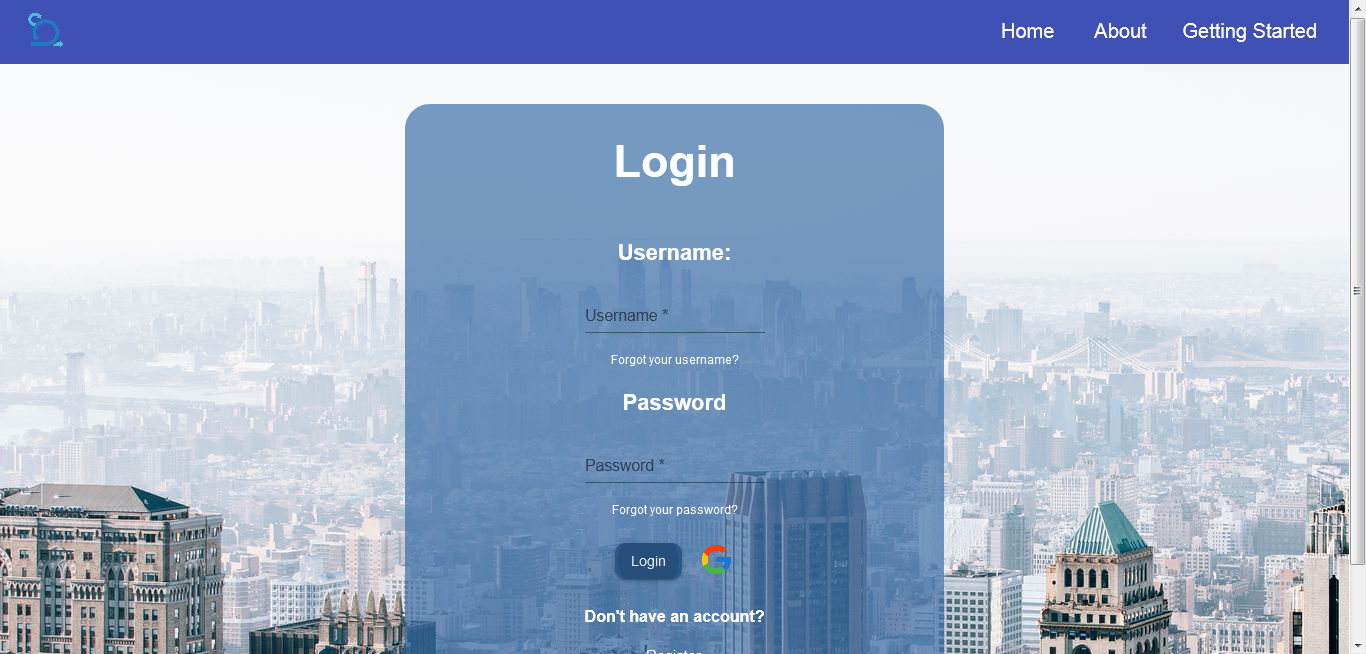 Home About Getting Started
Login
Username:
Username *
Forgot your username?
Password
Password *
Forgot your password?
Login
Don't have an account?
Register